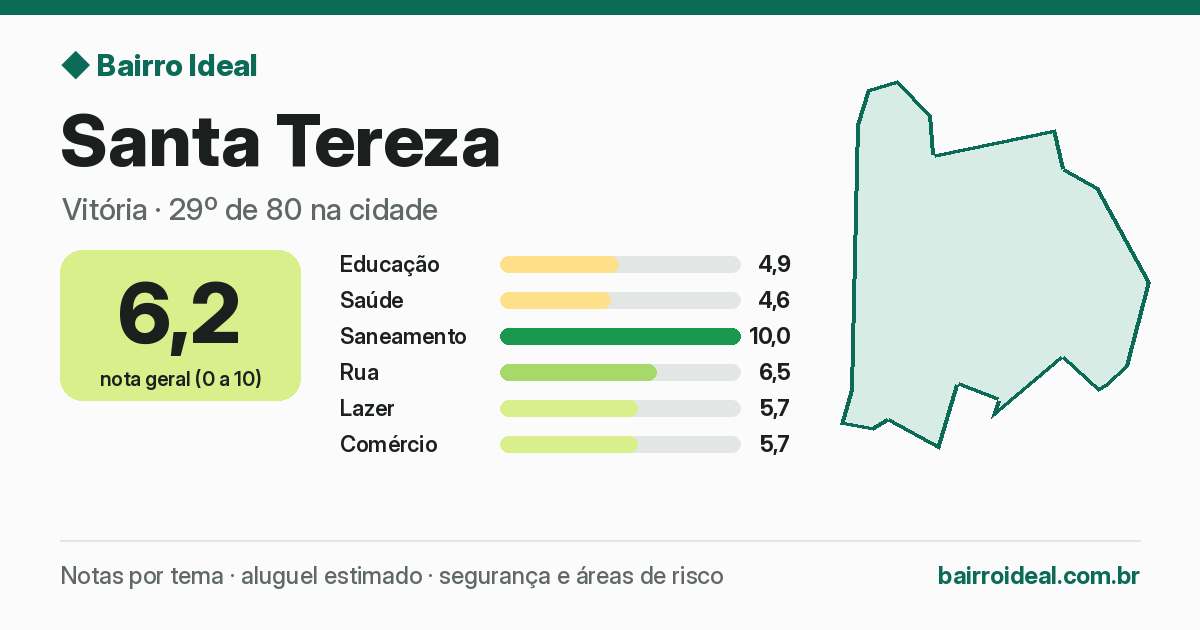 Bairro Ideal
Santa Tereza
Vitória · 29º de 80 na cidade
6,2
nota geral (0 a 10)
Educação 4,9
Saúde 4,6
Saneamento 10,0
Rua 6,5
Lazer 5,7
Comércio 5,7
Notas por tema · aluguel estimado · segurança e áreas de risco
bairroideal.com.br